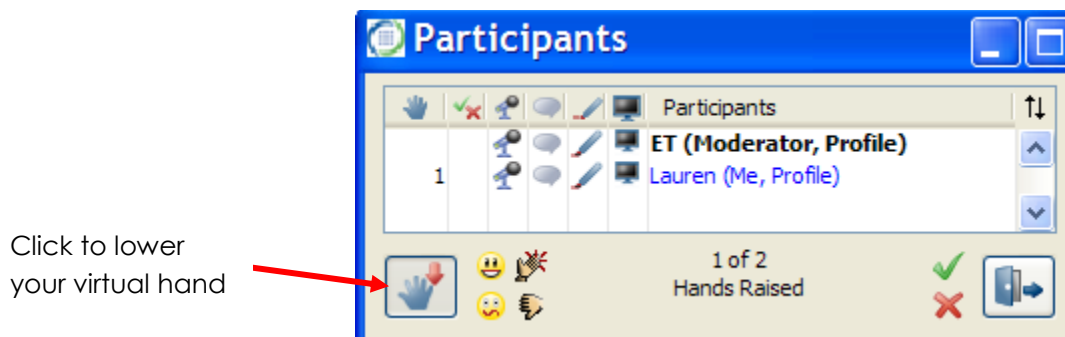 Participants
Participants
ET (Moderator, Profile)
1 Lauren (Me, Profile)
Click to lower
your virtual hand
1 of 2
Hands Raised